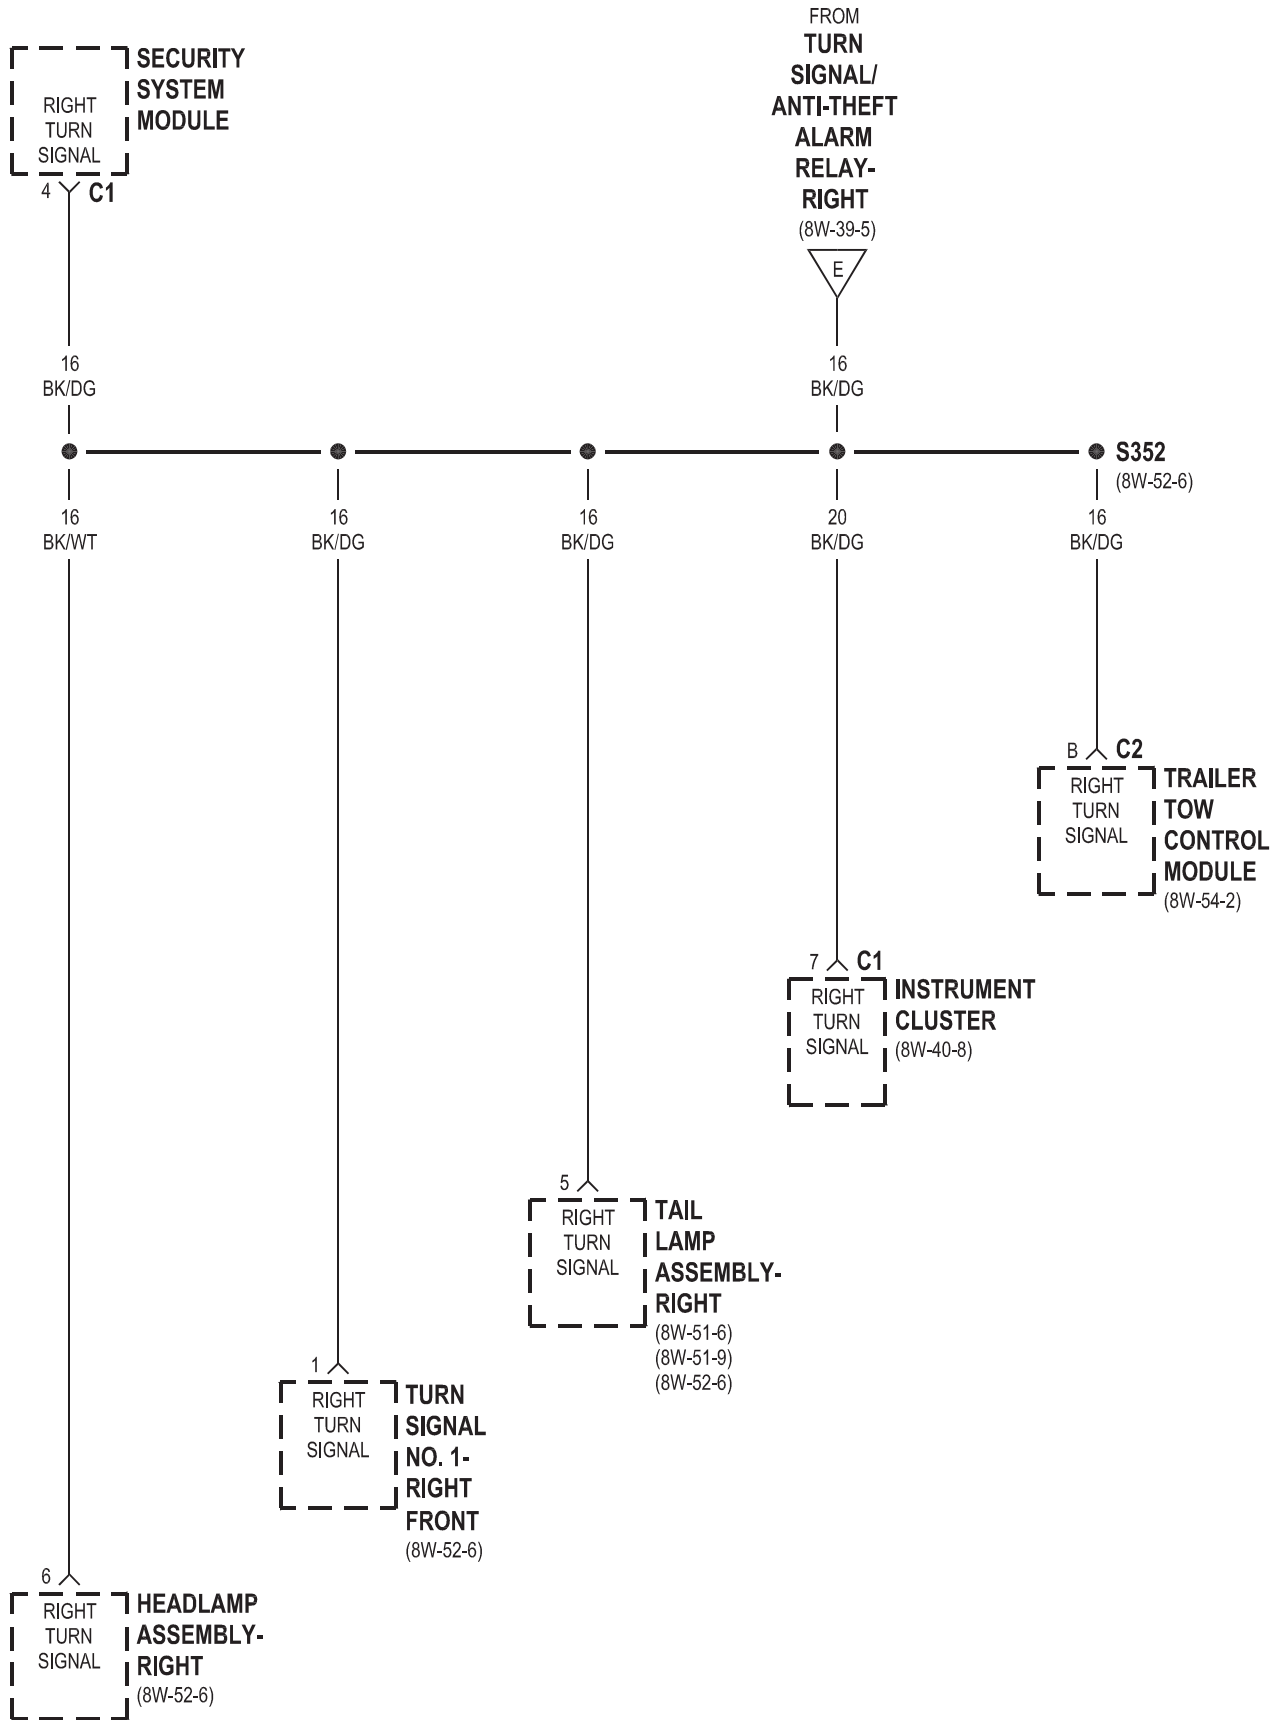 FROM
TURN
SIGNAL/
ANTI-THEFT
ALARM
RELAY-
RIGHT
(8W-39-5)
E
SECURITY
SYSTEM
MODULE
RIGHT
TURN
SIGNAL
4 C1
16
BK/DG
16
BK/DG
S352
(8W-52-6)
16
BK/WT
16
BK/DG
16
BK/DG
20
BK/DG
16
BK/DG
B C2
RIGHT
TURN
SIGNAL
TRAILER
TOW
CONTROL
MODULE
(8W-54-2)
7 C1
RIGHT
TURN
SIGNAL
INSTRUMENT
CLUSTER
(8W-40-8)
5
RIGHT
TURN
SIGNAL
TAIL
LAMP
ASSEMBLY-
RIGHT
(8W-51-6)
(8W-51-9)
(8W-52-6)
1
RIGHT
TURN
SIGNAL
TURN
SIGNAL
NO. 1-
RIGHT
FRONT
(8W-52-6)
6
RIGHT
TURN
SIGNAL
HEADLAMP
ASSEMBLY-
RIGHT
(8W-52-6)